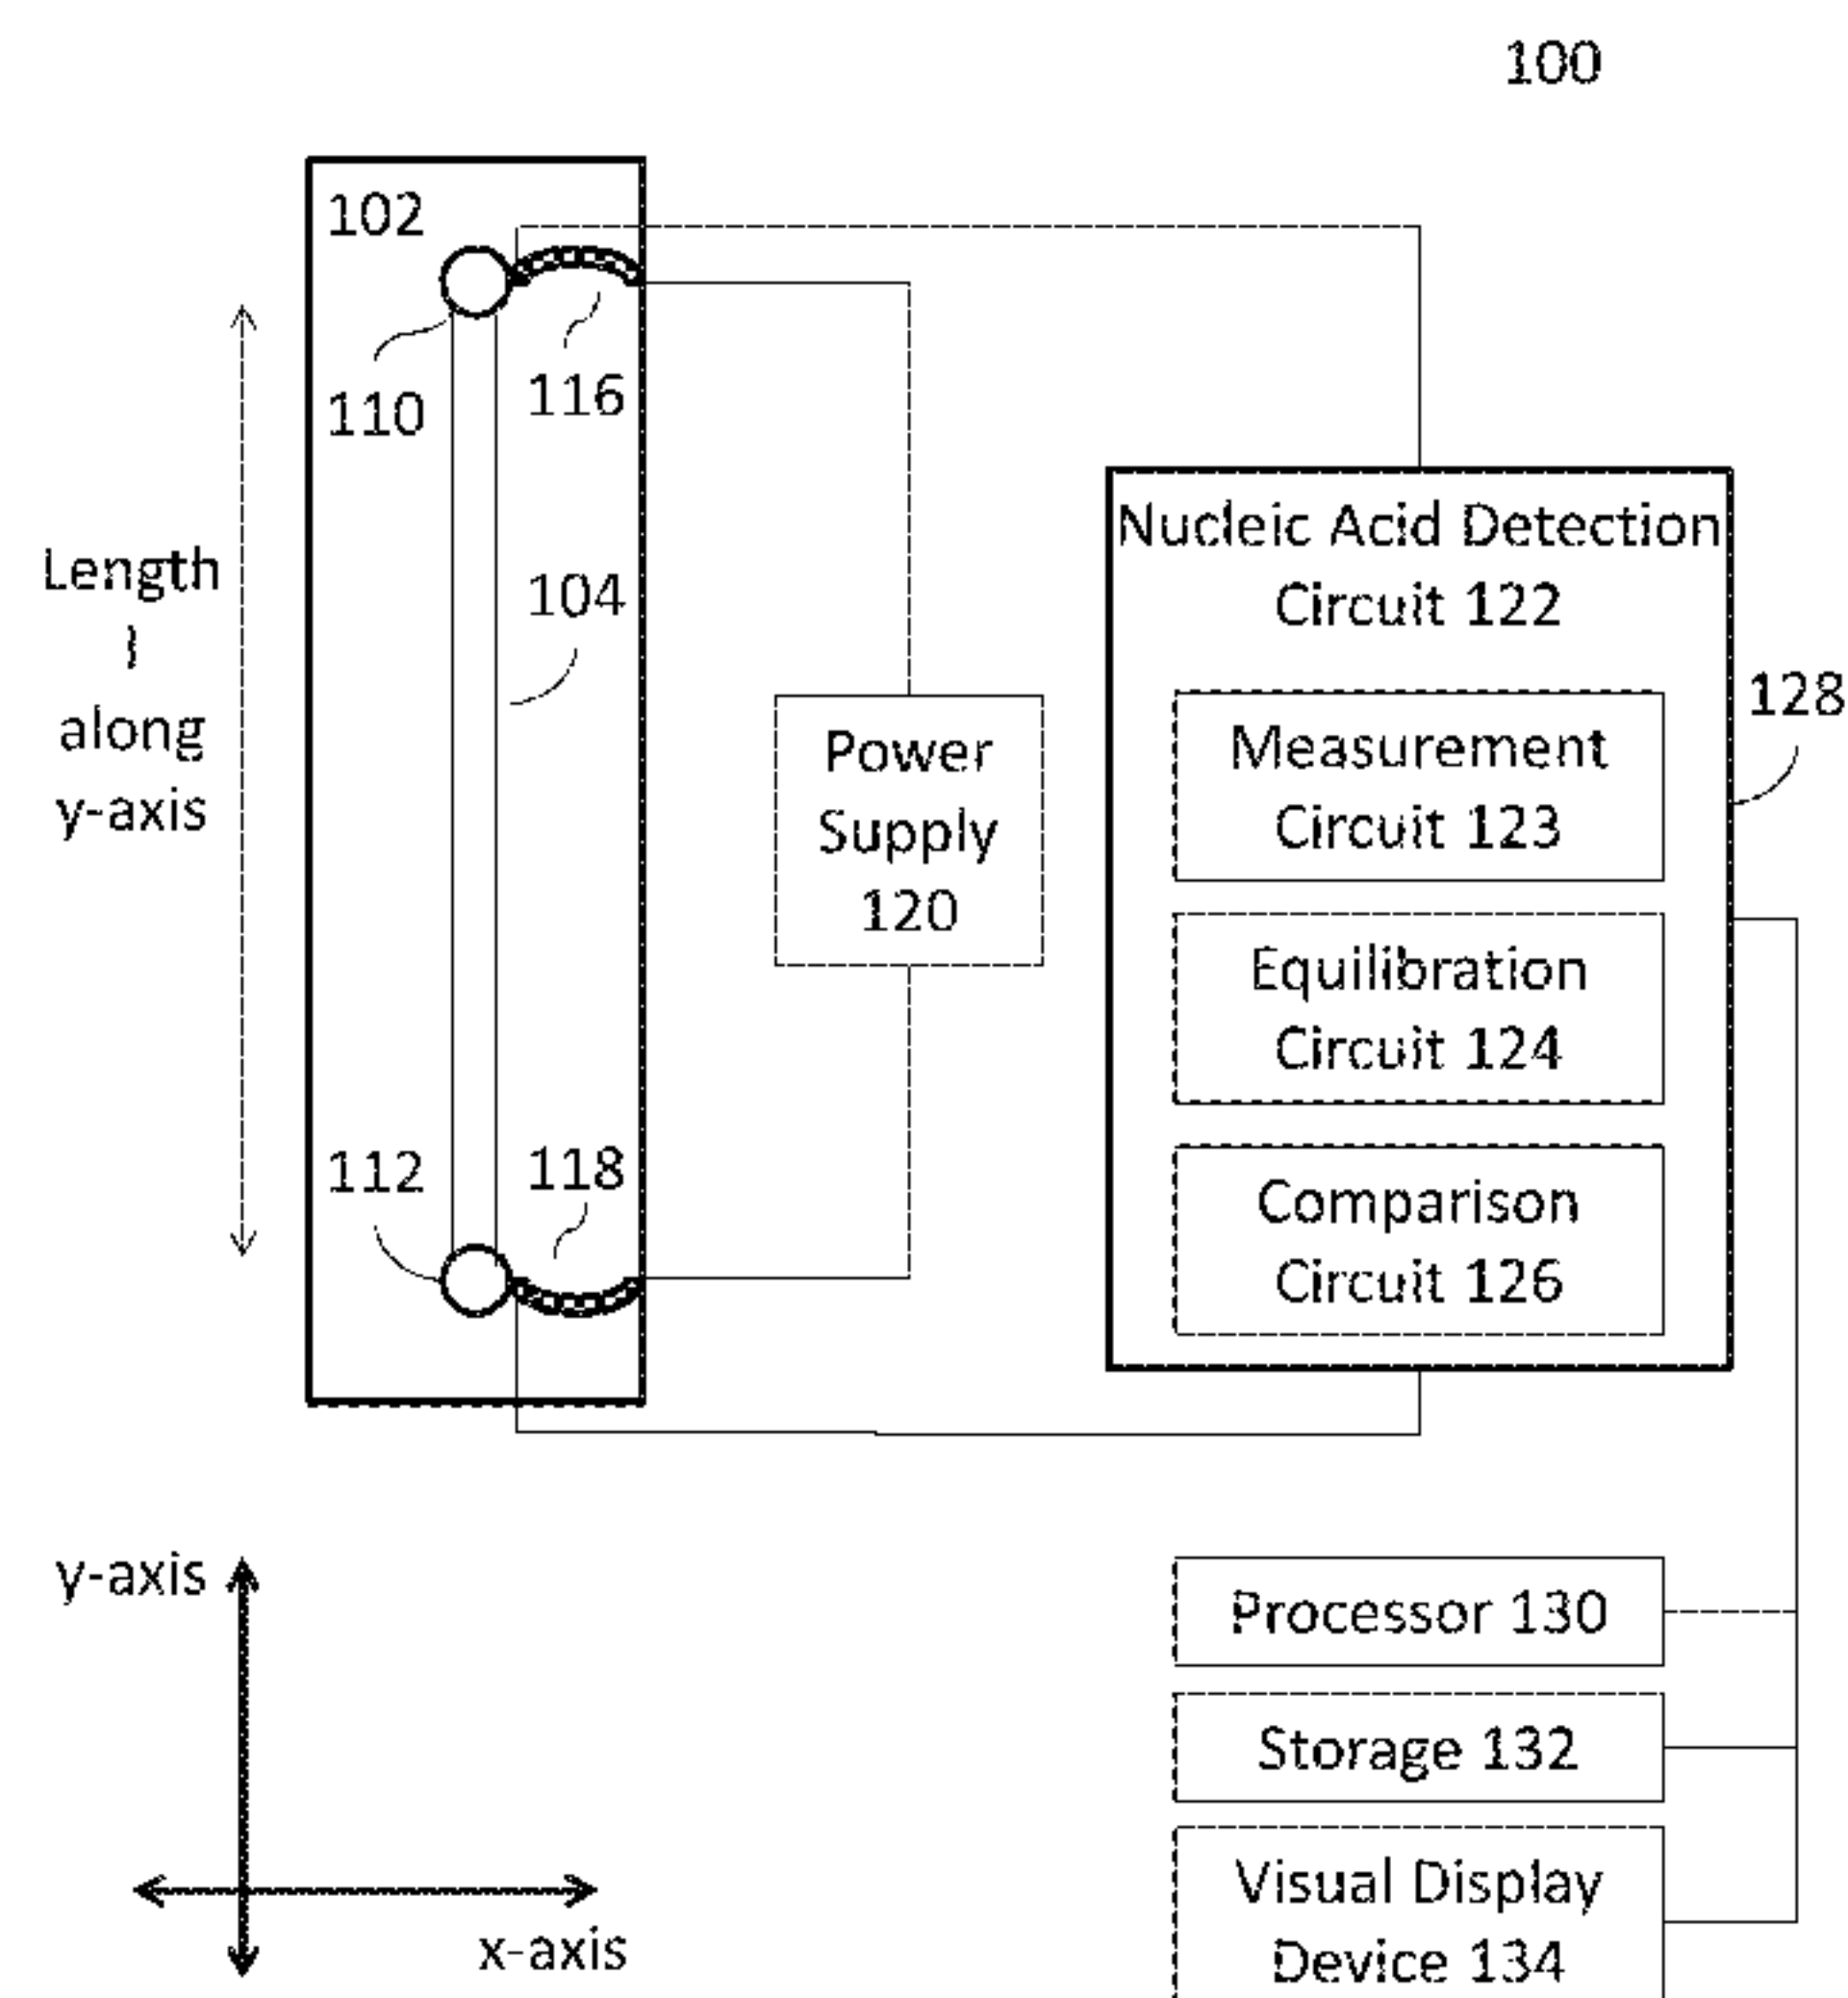 100
102
110
116
Length
~
along
y-axis
104
112
118
Power
Supply
120
Nucleic Acid Detection
Circuit 122
128
Measurement
Circuit 123
Equilibration
Circuit 124
Comparison
Circuit 126
y-axis
x-axis
Processor 130
Storage 132
Visual Display
Device 134